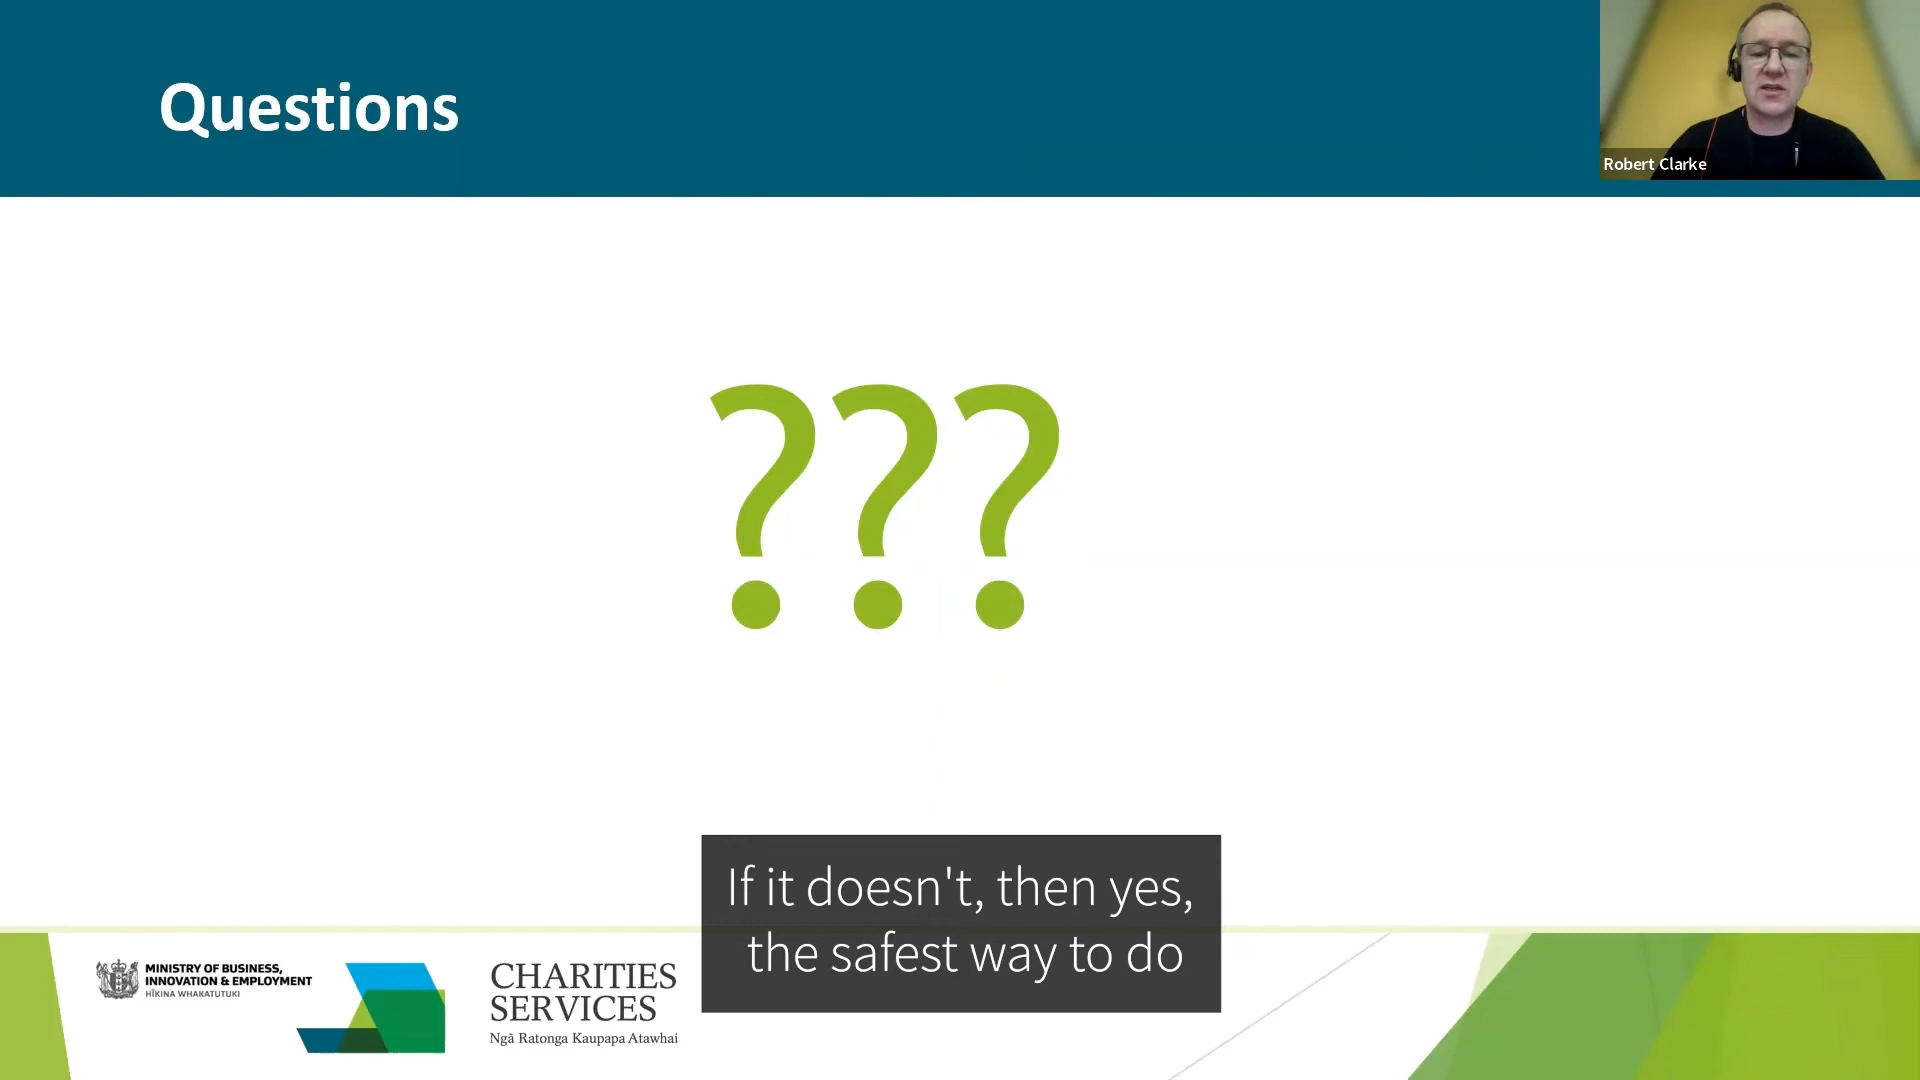 Questions
Robert Clarke
???
If it doesn't, then yes,
the safest way to do
MINISTRY OF BUSINESS,
INNOVATION & EMPLOYMENT
HĪKINA WHAKATUTUKI
CHARITIES
SERVICES
Ngā Ratonga Kaupapa Atawhai